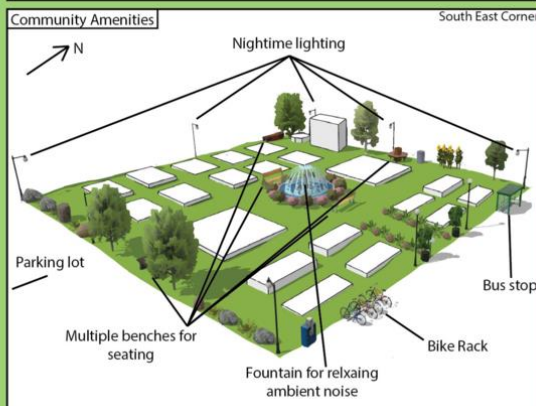 Community Amenities
South East Corner
N
Nightime lighting
Parking lot
Bus stop
Multiple benches for
seating
Bike Rack
Fountain for relxaing
ambient noise